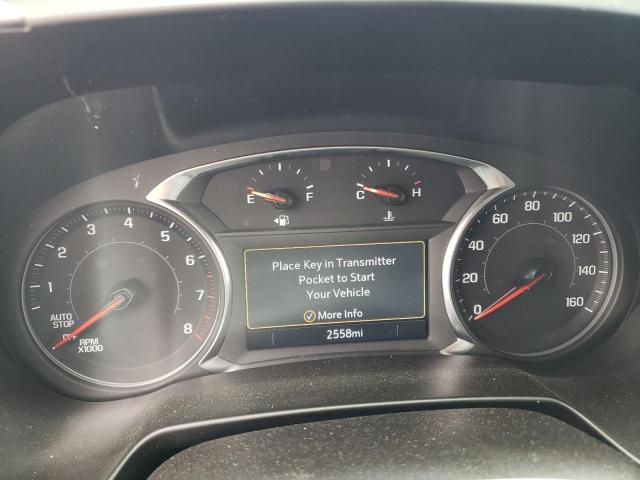 E F C H
1 2 3 4 5 6 7 8
AUTO
STOP
OFF
RPM
X1000
Place Key in Transmitter
Pocket to Start
Your Vehicle
More Info
2558mi
0 20 40 60 80 100 120 140 160